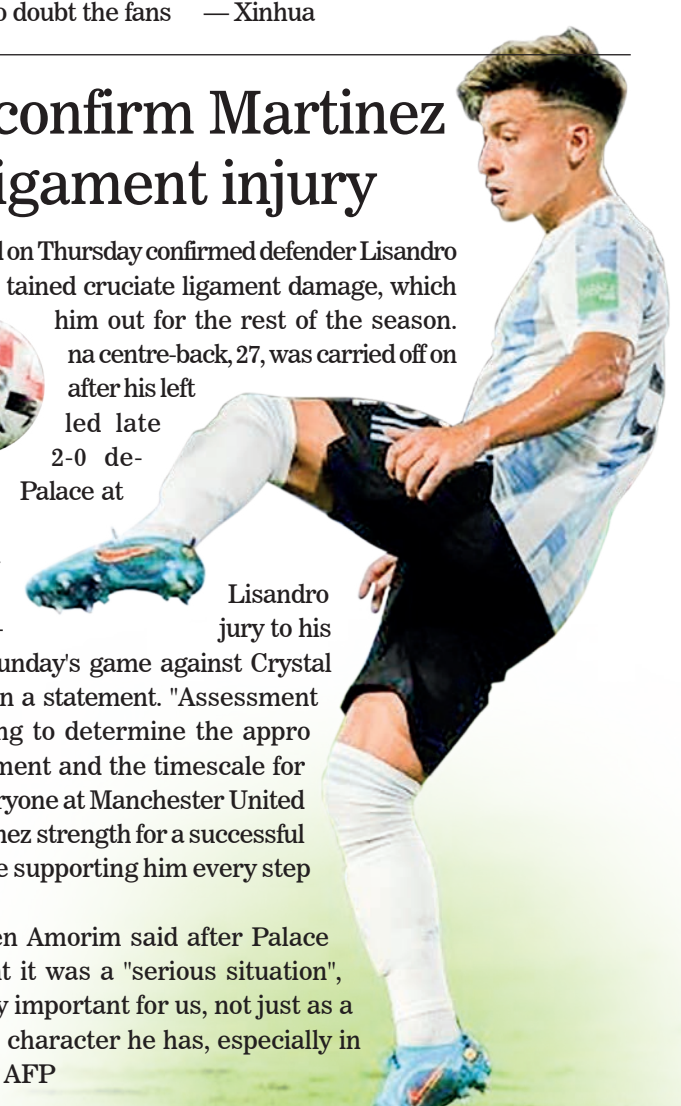 doubt the fans — Xinhua
confirm Martinez
ligament injury
on Thursday confirmed defender Lisandro
tained cruciate ligament damage, which
him out for the rest of the season.
na centre-back, 27, was carried off on
after his left
led late
2-0 de-
Palace at
Lisandro
jury to his
unday's game against Crystal
n a statement. "Assessment
ng to determine the appro
ment and the timescale for
ryone at Manchester United
nez strength for a successful
e supporting him every step
en Amorim said after Palace
it was a "serious situation",
y important for us, not just as a
character he has, especially in
AFP